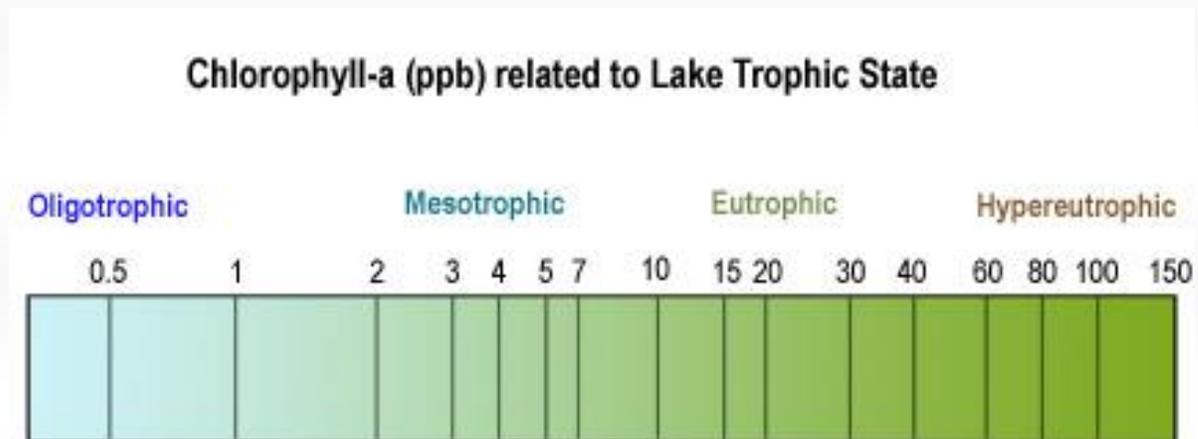 Chlorophyll-a (ppb) related to Lake Trophic State
Oligotrophic Mesotrophic Eutrophic Hypereutrophic
0.5 1 2 3 4 5 7 10 15 20 30 40 60 80 100 150